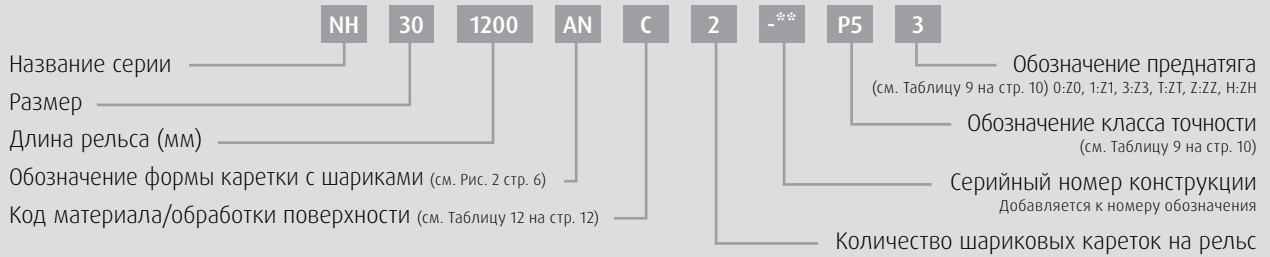 NH 30 1200 AN C 2 -** P5 3
Название серии
Размер
Длина рельса (мм)
Обозначение формы каретки с шариками (см. Рис. 2 стр. 6)
Код материала/обработки поверхности (см. Таблицу 12 на стр. 12)
Обозначение преднатяга
(см. Таблицу 9 на стр. 10) 0:Z0, 1:Z1, 3:Z3, T:ZT, Z:ZZ, H:ZH
Обозначение класса точности
(см. Таблицу 9 на стр. 10)
Серийный номер конструкции
Добавляется к номеру обозначения
Количество шариковых кареток на рельс